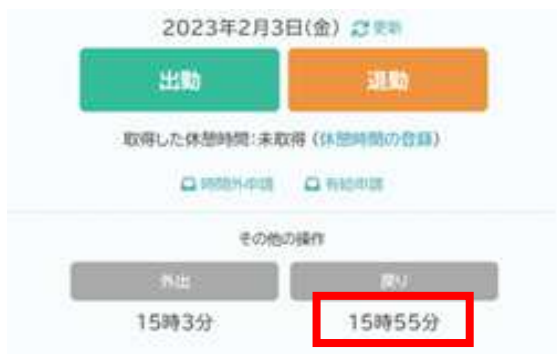 2023年2月3日(金) 更新
出勤 退勤
取得した休憩時間:未取得 (休憩時間の登録)
時間外申請 有給申請
その他の操作
外出 戻り
15時3分 15時55分